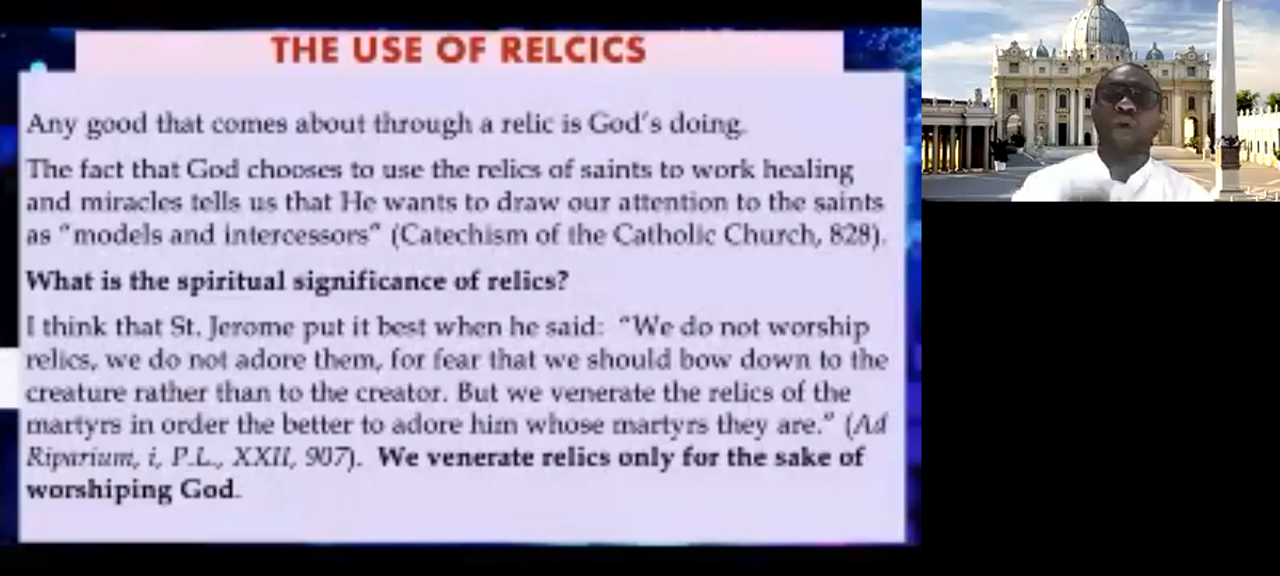 THE USE OF RELCICS
Any good that comes about through a relic is God's doing.
The fact that God chooses to use the relics of saints to work healing
and miracles tells us that He wants to draw our attention to the saints
as "models and intercessors" (Catechism of the Catholic Church, 828).
What is the spiritual significance of relics?
I think that St. Jerome put it best when he said: "We do not worship
relics, we do not adore them, for fear that we should bow down to the
creature rather than to the creator. But we venerate the relics of the
martyrs in order the better to adore him whose martyrs they are." (Ad
Riparium, i, P.L., XXII, 907). We venerate relics only for the sake of
worshiping God.